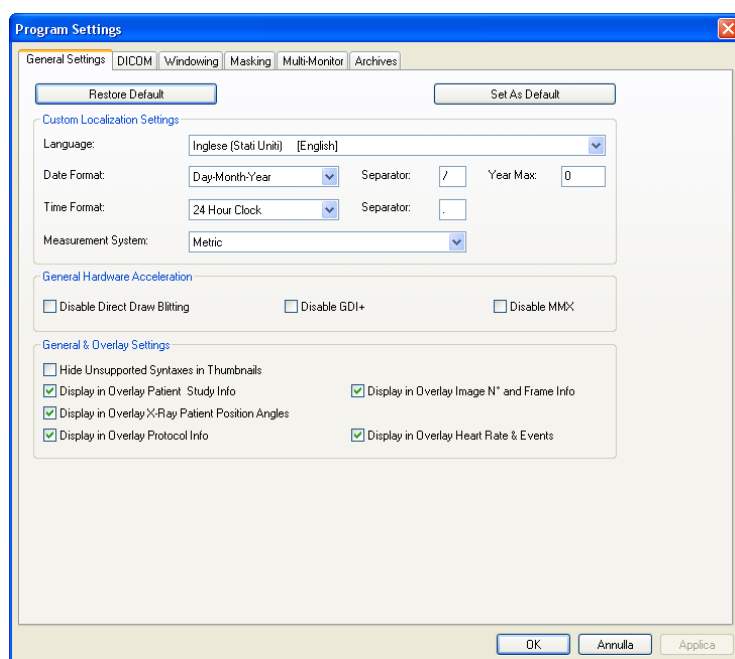 Program Settings
General Settings DICOM Windowing Masking Multi-Monitor Archives
Restore Default Set As Default
Custom Localization Settings
Language: Inglese (Stati Uniti) [English]
Date Format: Day-Month-Year Separator: / Year Max: 0
Time Format: 24 Hour Clock Separator: .
Measurement System: Metric
General Hardware Acceleration
Disable Direct Draw Blitting Disable GDI+ Disable MMX
General & Overlay Settings
Hide Unsupported Syntaxes in Thumbnails
Display in Overlay Patient Study Info Display in Overlay Image N° and Frame Info
Display in Overlay X-Ray Patient Position Angles
Display in Overlay Protocol Info Display in Overlay Heart Rate & Events
OK Annulla Applica